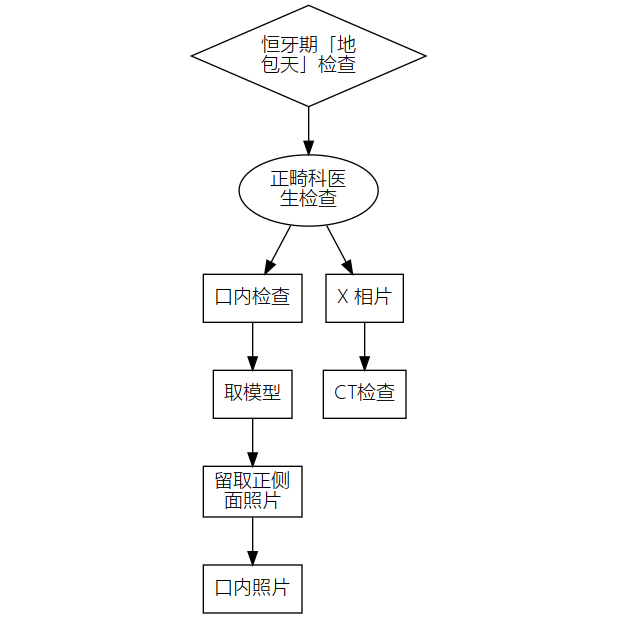 恒牙期「地
包天」检查
正畸科医
生检查
口内检查
X 相片
取模型
CT检查
留取正侧
面照片
口内照片